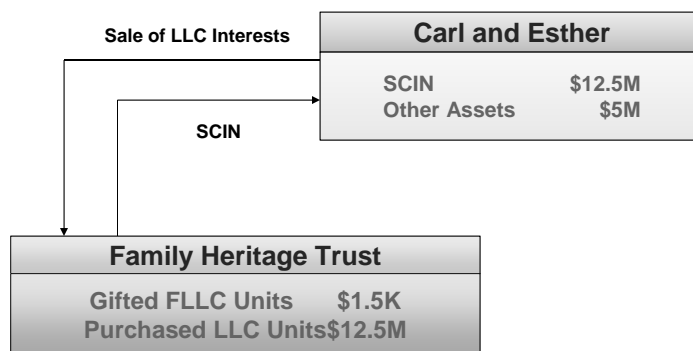 Sale of LLC Interests
Carl and Esther
SCIN $12.5M
Other Assets $5M
SCIN
Family Heritage Trust
Gifted FLLC Units $1.5K
Purchased LLC Units$12.5M